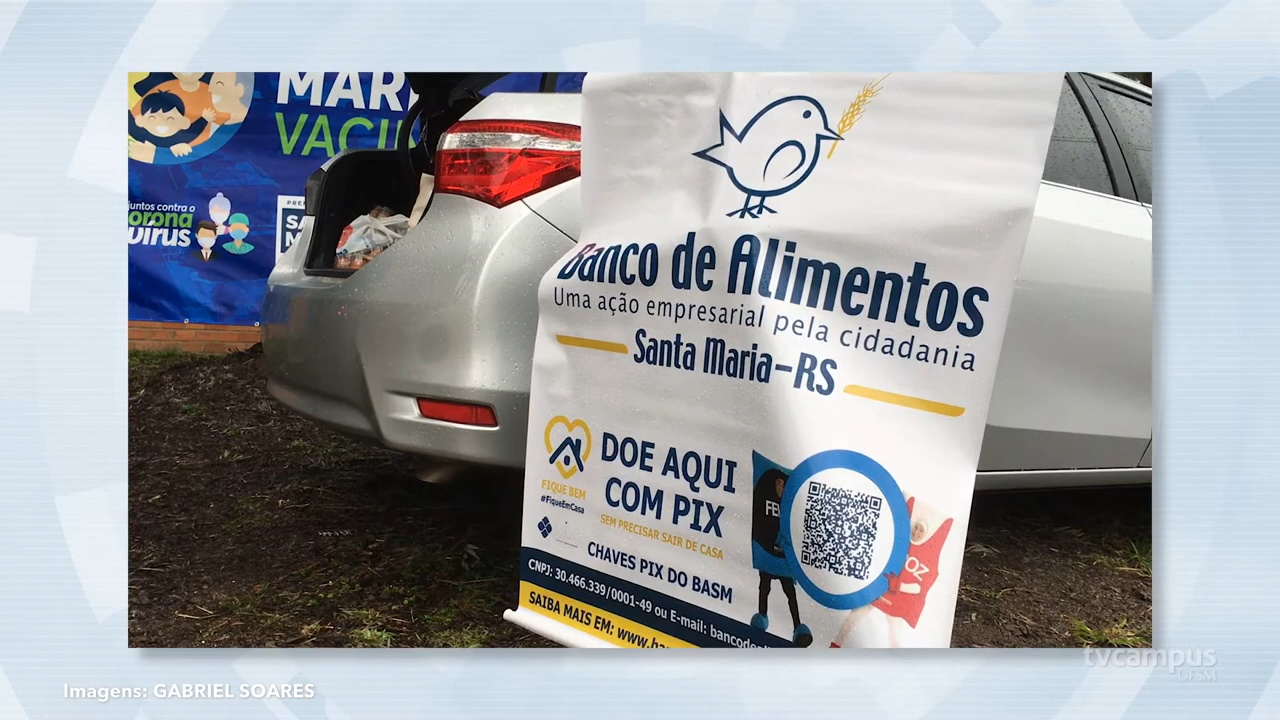 MAR
VACI
juntos contra o
orona
vírus
Banco de Alimentos
Uma ação empresarial pela cidadania
Santa Maria-RS
FIQUE BEM
#FiqueEmCasa
DOE AQUI
COM PIX
SEM PRECISAR SAIR DE CASA
CHAVES PIX DO BASM
CNPJ: 30.466.339/0001-49 ou E-mail:
SAIBA MAIS EM:
FEI
OZ
tvcampus
UFSM
Imagens: GABRIEL SOARES